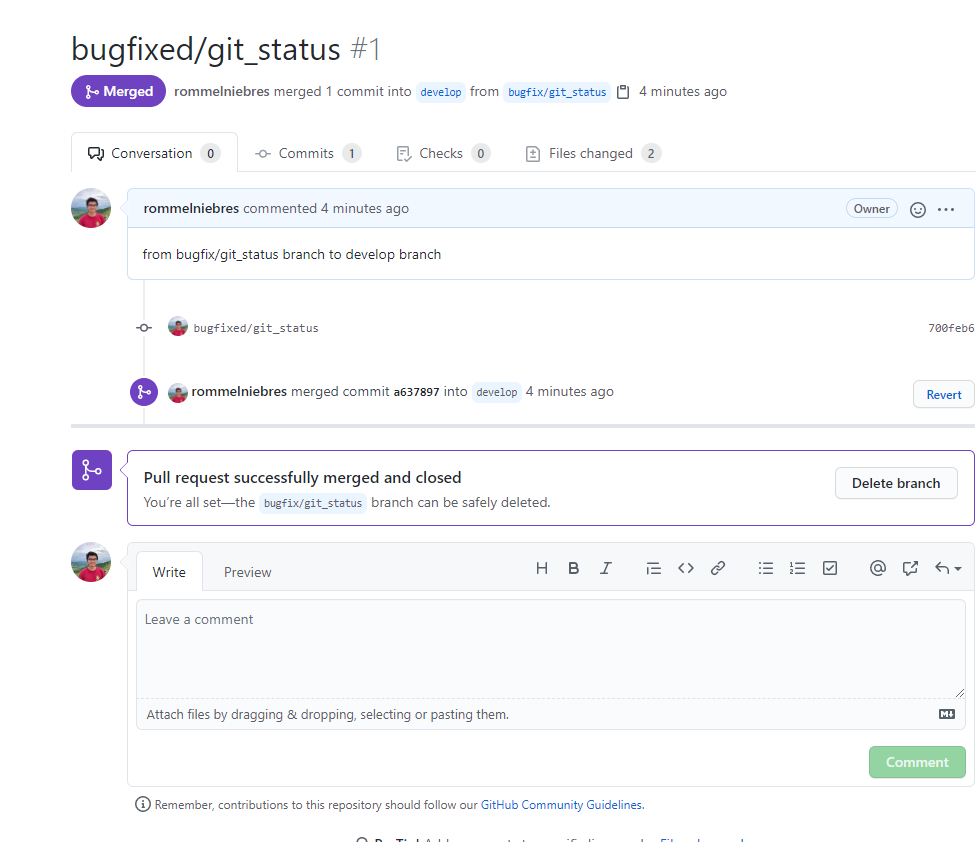 bugfixed/git_status #1
Merged rommelniebres merged 1 commit into develop from bugfix/git_status 4 minutes ago
Conversation 0 Commits 1 Checks 0 Files changed 2
rommelniebres commented 4 minutes ago Owner
from bugfix/git_status branch to develop branch
bugfixed/git_status 700feb6
rommelniebres merged commit a637897 into develop 4 minutes ago Revert
Pull request successfully merged and closed
You're all set—the bugfix/git_status branch can be safely deleted.
Delete branch
Write Preview H B I
Leave a comment
Attach files by dragging & dropping, selecting or pasting them.
Comment
Remember, contributions to this repository should follow our GitHub Community Guidelines.